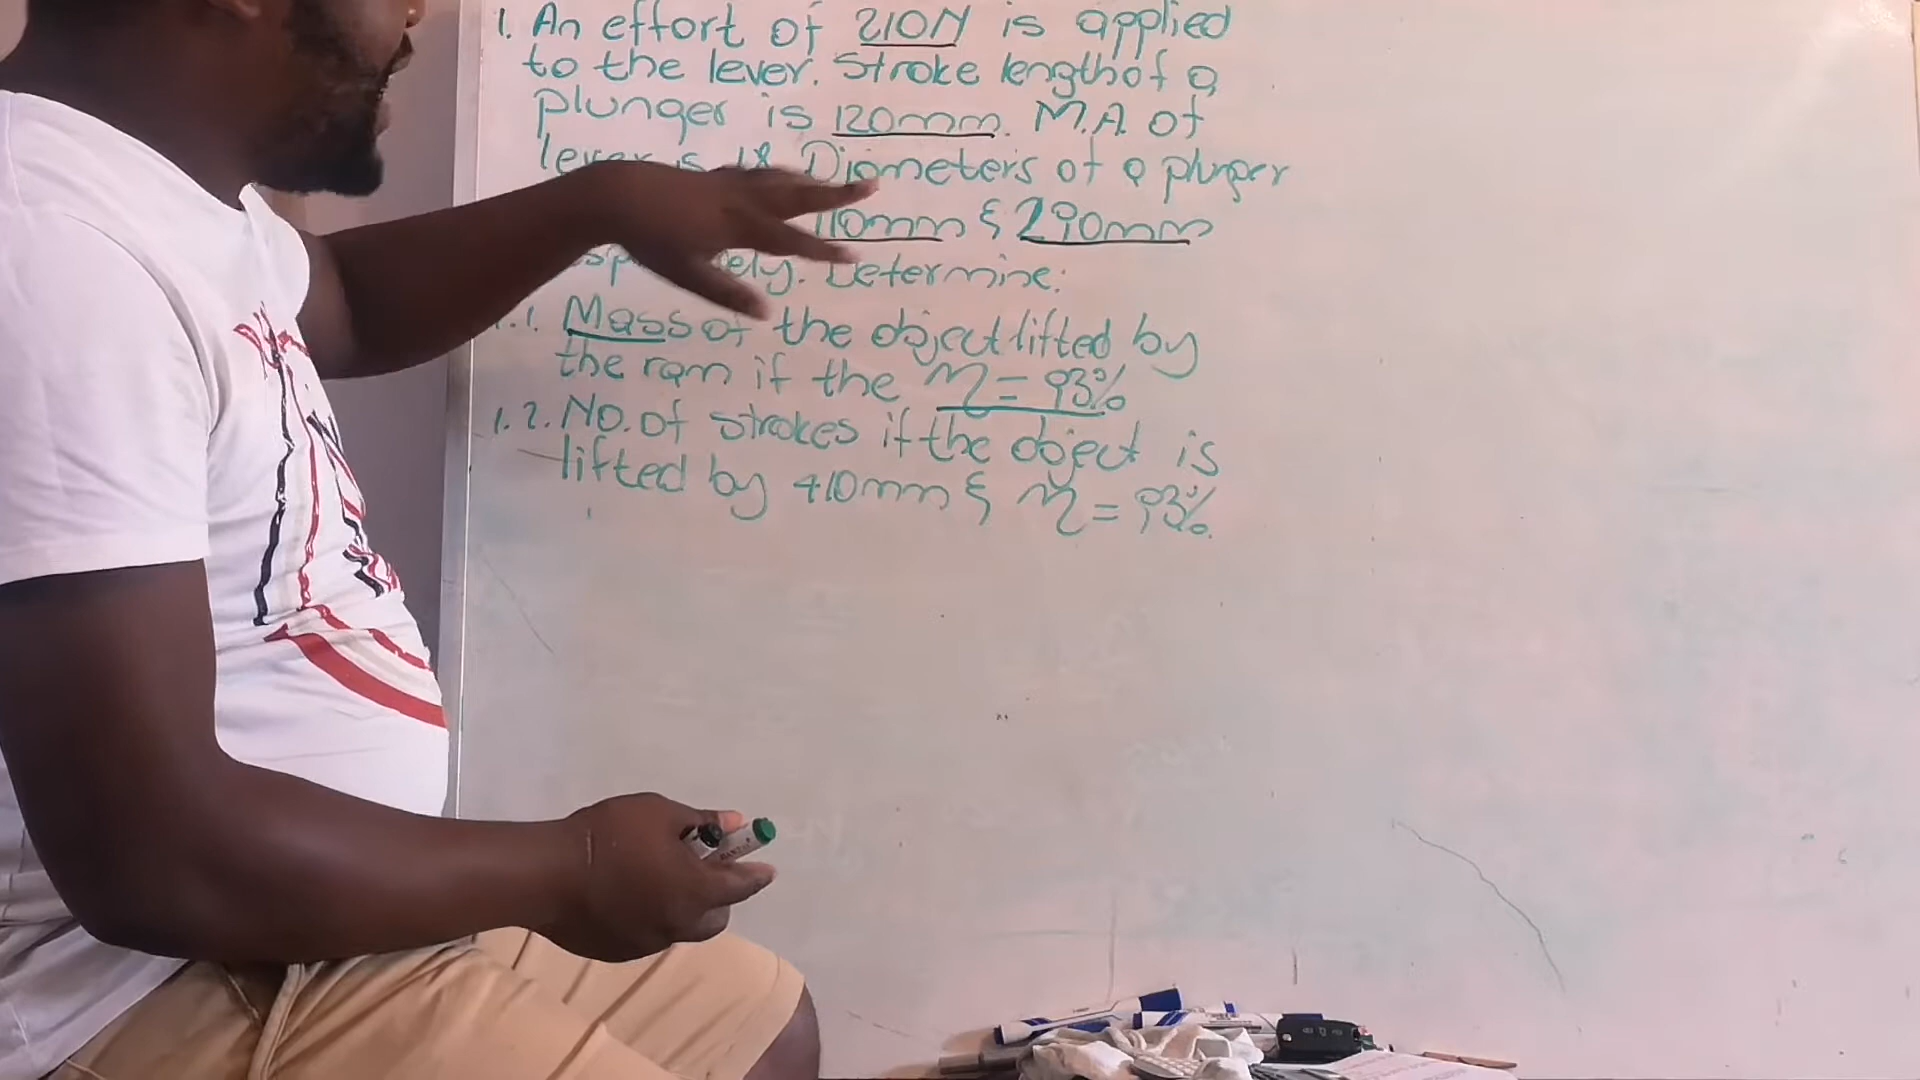 1. An effort of 210N is applied
to the lever. Stroke length of a
plunger is 120mm. M.A. of
lever is 18 Diameters of a plunger
110mm & 290mm
ely. Determine:
1.1. Mass of the object lifted by
the ram if the η = 93%
1.2. No. of strokes if the object is
lifted by 410mm & η = 93%.